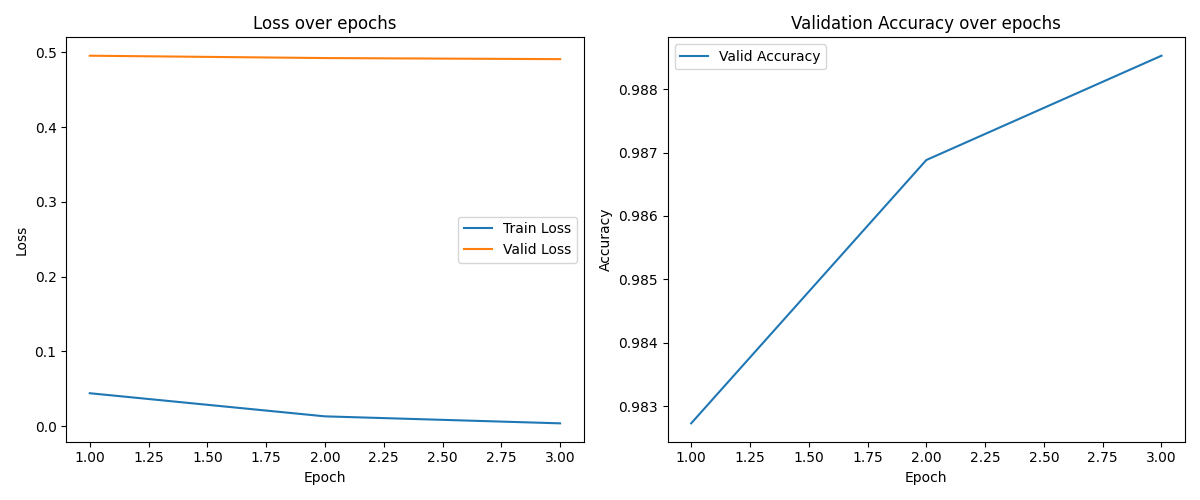 Loss over epochs
0.5
0.4
0.3
0.2
0.1
0.0
Loss
Train Loss
Valid Loss
1.00 1.25 1.50 1.75 2.00 2.25 2.50 2.75 3.00
Epoch
Validation Accuracy over epochs
Valid Accuracy
0.988
0.987
0.986
0.985
0.984
0.983
Accuracy
1.00 1.25 1.50 1.75 2.00 2.25 2.50 2.75 3.00
Epoch